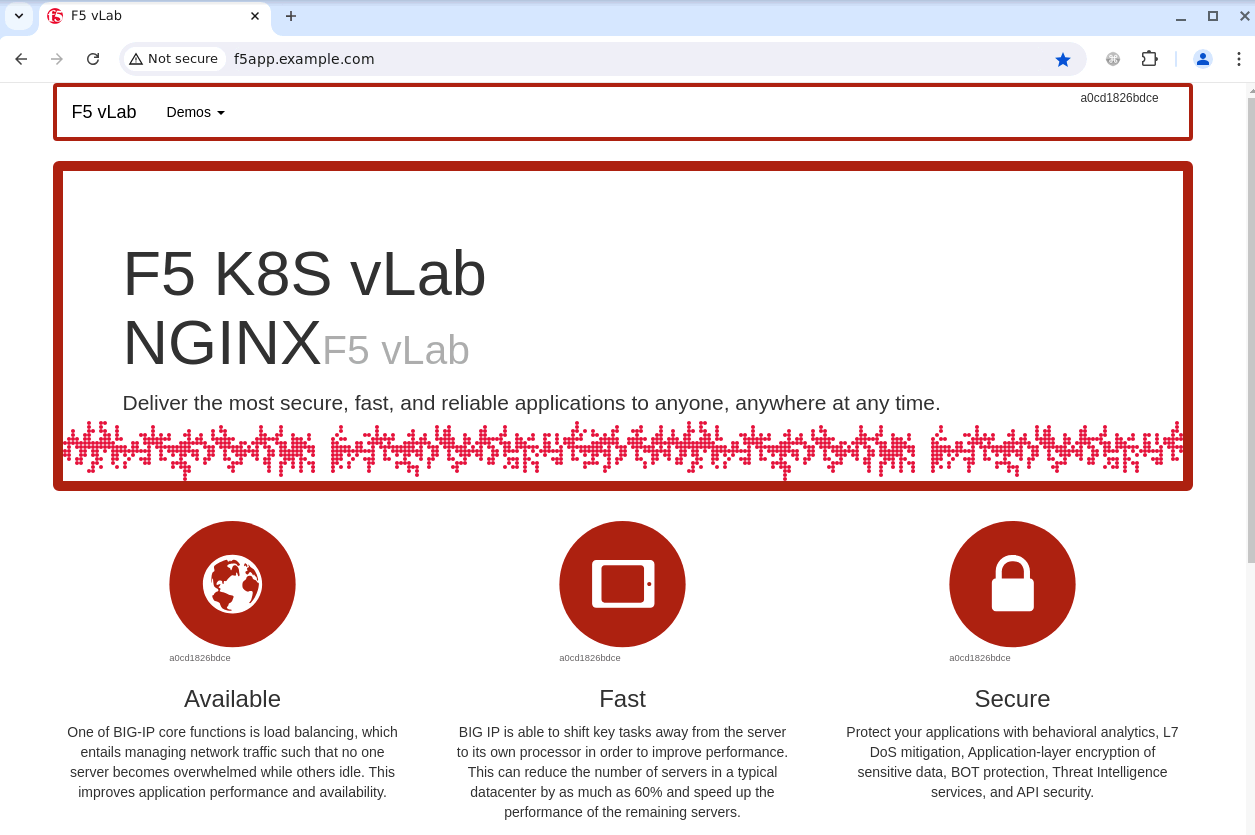 F5 vLab
Not secure f5app.example.com
F5 vLab Demos a0cd1826bdce
F5 K8S vLab
NGINXF5 vLab
Deliver the most secure, fast, and reliable applications to anyone, anywhere at any time.
a0cd1826bdce
Available
One of BIG-IP core functions is load balancing, which
entails managing network traffic such that no one
server becomes overwhelmed while others idle. This
improves application performance and availability.
a0cd1826bdce
Fast
BIG IP is able to shift key tasks away from the server
to its own processor in order to improve performance.
This can reduce the number of servers in a typical
datacenter by as much as 60% and speed up the
performance of the remaining servers.
a0cd1826bdce
Secure
Protect your applications with behavioral analytics, L7
DoS mitigation, Application-layer encryption of
sensitive data, BOT protection, Threat Intelligence
services, and API security.